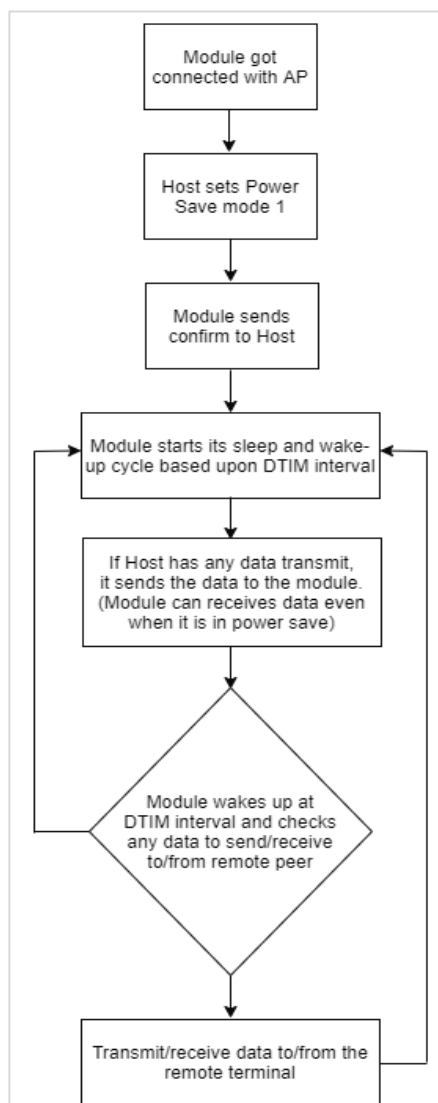 Module got
connected with AP
Host sets Power
Save mode 1
Module sends
confirm to Host
Module starts its sleep and wake-
up cycle based upon DTIM interval
If Host has any data transmit,
it sends the data to the module.
(Module can receives data even
when it is in power save)
Module wakes up at
DTIM interval and checks
any data to send/receive
to/from remote peer
Transmit/receive data to/from the
remote terminal